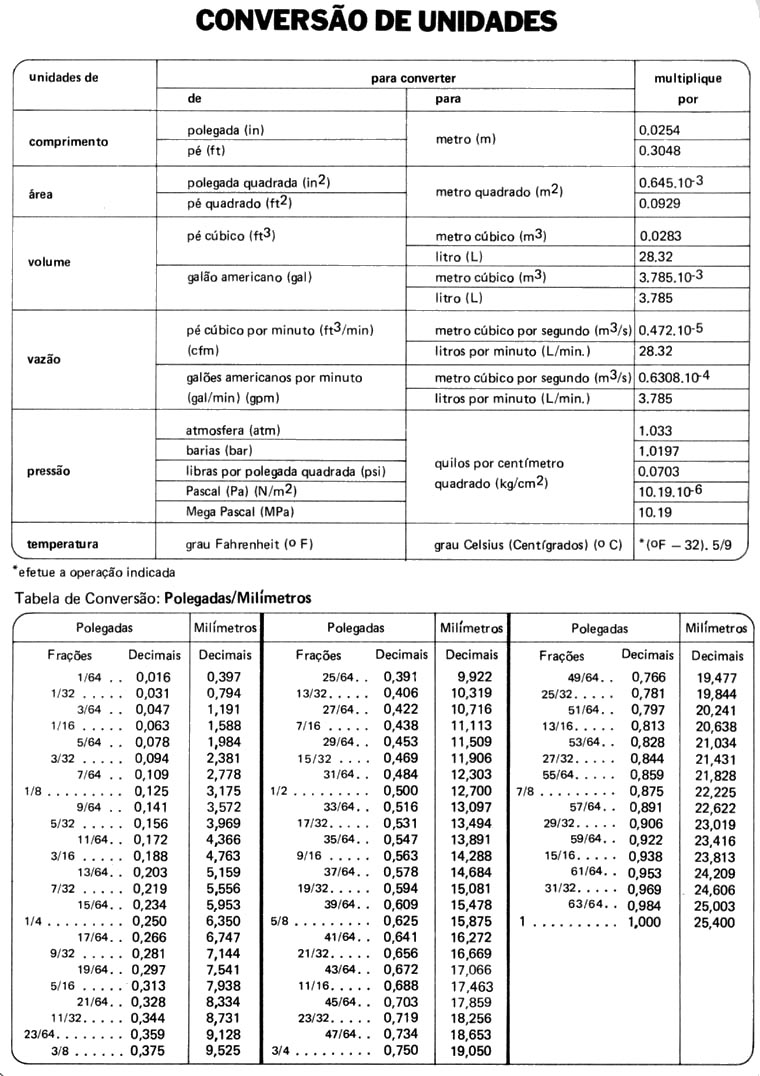 CONVERSÃO DE UNIDADES
unidades de para converter multiplique
de para por
comprimento polegada (in) metro (m) 0.0254
pé (ft) 0.3048
área polegada quadrada (in2) metro quadrado (m2) 0.645.10-3
pé quadrado (ft2) 0.0929
volume pé cúbico (ft3) metro cúbico (m3) 0.0283
litro (L) 28.32
galão americano (gal) metro cúbico (m3) 3.785.10-3
litro (L) 3.785
vazão pé cúbico por minuto (ft3/min) metro cúbico por segundo (m3/s) 0.472.10-5
(cfm) litros por minuto (L/min.) 28.32
galões americanos por minuto metro cúbico por segundo (m3/s) 0.6308.10-4
(gal/min) (gpm) litros por minuto (L/min.) 3.785
pressão atmosfera (atm) quilos por centímetro quadrado (kg/cm2) 1.033
barias (bar) 1.0197
libras por polegada quadrada (psi) 0.0703
Pascal (Pa) (N/m2) 10.19.10-6
Mega Pascal (MPa) 10.19
temperatura grau Fahrenheit (º F) grau Celsius (Centígrados) (º C) *(ºF — 32). 5/9
*efetue a operação indicada
Tabela de Conversão: Polegadas/Milímetros
Polegadas Milímetros Polegadas Milímetros Polegadas Milímetros
Frações Decimais Decimais Frações Decimais Decimais Frações Decimais Decimais
1/64 . . 0,016 0,397 25/64. . 0,391 9,922 49/64. . 0,766 19,477
1/32 . . . . . 0,031 0,794 13/32. . . . . 0,406 10,319 25/32. . . . . 0,781 19,844
3/64 . . 0,047 1,191 27/64. . 0,422 10,716 51/64. . 0,797 20,241
1/16 . . . . . 0,063 1,588 7/16 . . . . . 0,438 11,113 13/16. . . . . 0,813 20,638
5/64 . . 0,078 1,984 29/64. . 0,453 11,509 53/64. . 0,828 21,034
3/32 . . . . . 0,094 2,381 15/32 . . . . 0,469 11,906 27/32. . . . . 0,844 21,431
7/64 . . 0,109 2,778 31/64. . 0,484 12,303 55/64. . . . . 0,859 21,828
1/8 . . . . . . . . . 0,125 3,175 1/2 . . . . . . . . . 0,500 12,700 7/8 . . . . . . . . . 0,875 22,225
9/64 . . 0,141 3,572 33/64. . 0,516 13,097 57/64. . 0,891 22,622
5/32 . . . . . 0,156 3,969 17/32. . . . . 0,531 13,494 29/32. . . . . 0,906 23,019
11/64. . 0,172 4,366 35/64. . 0,547 13,891 59/64. . 0,922 23,416
3/16 . . . . . 0,188 4,763 9/16 . . . . . 0,563 14,288 15/16. . . . . 0,938 23,813
13/64. . 0,203 5,159 37/64. . 0,578 14,684 61/64. . 0,953 24,209
7/32 . . . . . 0,219 5,556 19/32. . . . . 0,594 15,081 31/32. . . . . 0,969 24,606
15/64. . 0,234 5,953 39/64. . 0,609 15,478 63/64. . 0,984 25,003
1/4 . . . . . . . . . 0,250 6,350 5/8 . . . . . . . . . 0,625 15,875 1 . . . . . . . . . . 1,000 25,400
17/64. . 0,266 6,747 41/64. . 0,641 16,272
9/32 . . . . . 0,281 7,144 21/32. . . . . 0,656 16,669
19/64. . 0,297 7,541 43/64. . 0,672 17,066
5/16 . . . . . 0,313 7,938 11/16. . . . . 0,688 17,463
21/64. . 0,328 8,334 45/64. . 0,703 17,859
11/32. . . . . 0,344 8,731 23/32. . . . . 0,719 18,256
23/64. . . . . . . . 0,359 9,128 47/64. . 0,734 18,653
3/8 . . . . . . 0,375 9,525 3/4 . . . . . . . . . 0,750 19,050